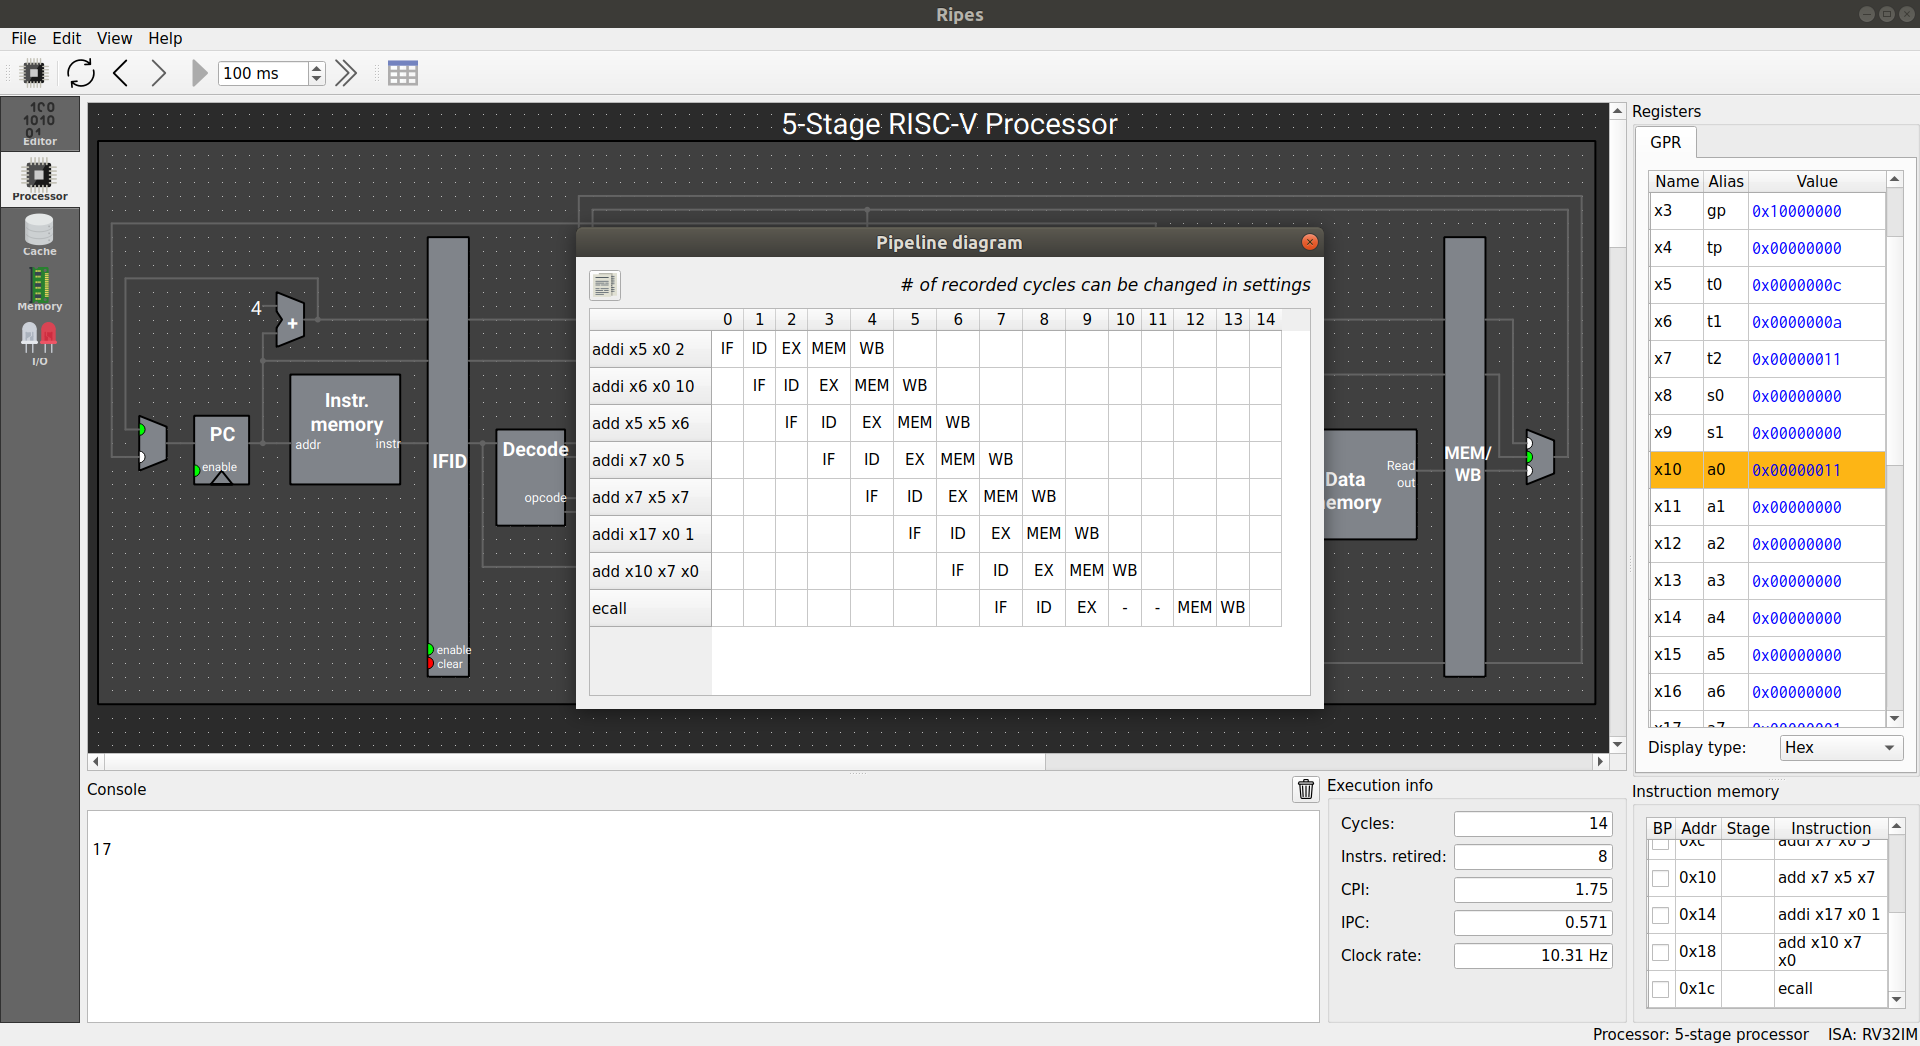 Ripes
File Edit View Help
100 ms
Editor
Processor
Cache
Memory
I/O
5-Stage RISC-V Processor
4
+
PC
enable
Instr.
memory
addr instr
IFID
enable
clear
Decode
opcode
Data
emory
Read
out
MEM/
WB
Pipeline diagram
# of recorded cycles can be changed in settings
0 1 2 3 4 5 6 7 8 9 10 11 12 13 14
addi x5 x0 2 IF ID EX MEM WB
addi x6 x0 10 IF ID EX MEM WB
add x5 x5 x6 IF ID EX MEM WB
addi x7 x0 5 IF ID EX MEM WB
add x7 x5 x7 IF ID EX MEM WB
addi x17 x0 1 IF ID EX MEM WB
add x10 x7 x0 IF ID EX MEM WB
ecall IF ID EX - - MEM WB
Registers
GPR
Name Alias Value
x3 gp 0x10000000
x4 tp 0x00000000
x5 t0 0x0000000c
x6 t1 0x0000000a
x7 t2 0x00000011
x8 s0 0x00000000
x9 s1 0x00000000
x10 a0 0x00000011
x11 a1 0x00000000
x12 a2 0x00000000
x13 a3 0x00000000
x14 a4 0x00000000
x15 a5 0x00000000
x16 a6 0x00000000
x17 a7 0x00000001
Display type: Hex
Console
17
Execution info
Cycles: 14
Instrs. retired: 8
CPI: 1.75
IPC: 0.571
Clock rate: 10.31 Hz
Instruction memory
BP Addr Stage Instruction
0xc addi x7 x0 5
0x10 add x7 x5 x7
0x14 addi x17 x0 1
0x18 add x10 x7
x0
0x1c ecall
Processor: 5-stage processor ISA: RV32IM